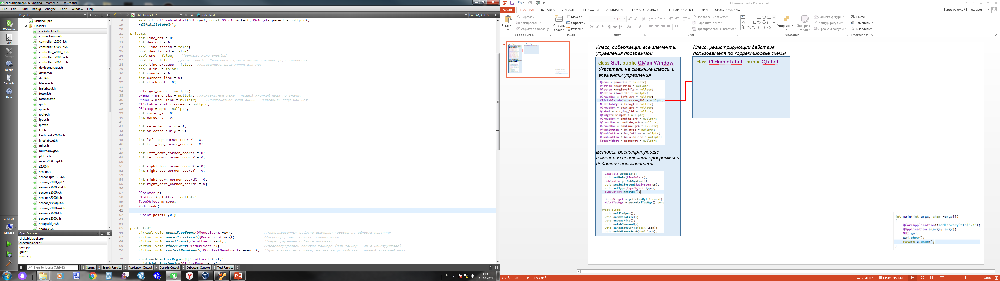 clickablelabel.h @ untitled1 [master15] - Qt Creator
File Edit Build Debug Analyze Tools Window Help
Projects
clickablelabel.h*
# mode: Mode
Line: 61, Col: 5
Welcome
Edit
Design
Debug
Projects
Help
untitled1
Release
untitled1.pro
Headers
clickablelabel.h
connectionline.h
controller_s2000_4.h
controller_s2000_bi.h
controller_s2000_bki.h
controller_s2000_ks.h
controller_s2000_m.h
devicemanager.h
devices.h
dip34.h
filesaver.h
firetabwgt.h
foton4.h
fotonshex.h
gui.h
ipdex.h
ipdlex.h
ippex.h
iprex.h
kdl.h
keyboard_s2000k.h
linestabwgt.h
mkex.h
multitabwgt.h
plotter.h
relay_s2000_sp1.h
s2000.h
sensor.h
sensor_ipr513_3a.h
sensor_s2000_ip02.h
sensor_s2000_shik.h
sensor_s2000ik.h
sensor_s2000kt.h
sensor_s2000pik.h
sensor_s2000smk.h
sensor_s2000st.h
sensor_s2000v.h
setupwidget.h
shoroxex.h
Open Documents
clickablelabel.cpp
clickablelabel.h*
gui.cpp
gui.h*
main.cpp
18 explicit ClickableLabel(GUI *gui, const QString& text, QWidget* parent = nullptr);
19 ~ClickableLabel();
20
21 private:
22 int line_cnt = 0;
23 int dev_cnt = 0;
24 bool line_finded = false;
25 bool dev_finded = false;
26 bool cme = false; //context menu enabled
27 bool le = false; //line enable. Разрешаем строить линию в режиме редактирования
28 bool line_process = false; //продолжать ввод линии или нет
29 bool blink = false;
30 int counter = 0;
31 int current_line = 0;
32 int click_cnt = 0;
33
34 GUI* gui_owner = nullptr;
35 QMenu * menu_ctx = nullptr; //контекстное меню - правой кнопкой мыши по значку
36 QMenu * menu_line = nullptr; //контекстное меню линии - завершить ввод или нет
37 ClickableLabel * screen = nullptr;
38 QPixmap * qpm = nullptr;
39 int cursor_x = 0;
40 int cursor_y = 0;
41
42 int selected_cur_x = 0;
43 int selected_cur_y = 0;
44
45 int left_top_corner_coordX = 0;
46 int left_top_corner_coordY = 0;
47
48 int left_down_corner_coordX = 0;
49 int left_down_corner_coordY = 0;
50
51 int right_top_corner_coordX = 0;
52 int right_top_corner_coordY = 0;
53
54 int right_down_corner_coordX = 0;
55 int right_down_corner_coordY = 0;
56
57 QPainter p;
58 Plotter * plotter = nullptr;
59 TypeObject m_type;
60 Mode mode;
61
62 QPoint point{0,0};
63
64
65 protected:
66 virtual void mouseMoveEvent(QMouseEvent *ev); //переопределяет событие движения курсора по области картинки
67 virtual void mousePressEvent(QMouseEvent *ev); //переопределяет нажатие кнопки мыши
68 virtual void paintEvent(QPaintEvent *evt); //переопределяем событие рисования
69 virtual void timerEvent(QTimerEvent *); //переоопределяем событие таймера (сам таймер - см в конструкторе)
70 virtual void contextMenuEvent( QContextMenuEvent* event ); //для контекстного меню, на значке устройства - правой клавишей мыши
71
72 void markPictureRegion(QPaintEvent *evt);
void highLightDevice(QPaintEvent *evt);
Type to locate (Ctrl+K)
1 Issues 2 Search Results 3 Application Output 4 Compile Output 5 Debugger Console 8 Test Results
EN
14:51
13.10.2021
Презентация1 - PowerPoint
ФАЙЛ ГЛАВНАЯ ВСТАВКА ДИЗАЙН ПЕРЕХОДЫ АНИМАЦИЯ ПОКАЗ СЛАЙДОВ РЕЦЕНЗИРОВАНИЕ ВИД STORYBOARDING
Буров Алексей Вячеславович
Вставить
Вырезать
Копировать
Формат по образцу
Буфер обмена
Создать слайд
Макет
Сбросить
Раздел
Слайды
12
Ж К Ч S abc AV Aa A
Шрифт
Направление текста
Выровнять текст
Преобразовать в SmartArt
Абзац
Упорядочить
Экспресс-стили
Заливка фигуры
Контур фигуры
Эффекты фигуры
Рисование
Найти
Заменить
Выделить
Редактирование
1
Класс, содержащий все элементы
управления программой
class GUI: public QMainWindow
Указатели на смежные классы и
элементы управления
QMenu * pmnuFile = nullptr;
QAction *msgAction = nullptr;
QAction *msgSaveFile = nullptr;
QAction *loadFile = nullptr;
QGroupBox * left_grb = nullptr;
ClickableLabel* screen_lbl = nullptr;
MultiTabWgt * tabwgt = nullptr;
QGroupBox * down_grb = nullptr;
QLabel * ext_img_lbl = nullptr;
QWidget* widget = nullptr;
QGroupBox * bnsFig_grb = nullptr;
QGroupBox * bnsMode_grb = nullptr;
QGroupBox * bnsLine_grb = nullptr;
QPushButton * bn_mode = nullptr;
QPushButton * bn_fatline = nullptr;
QPushButton * bn_slimline = nullptr;
SetupWidget * setupwgt = nullptr;
методы, регистрирующие
изменения состояния программы и
действия пользователя
LineRole getRole();
void setRole(LineRole r);
SubSystem getSubSystem();
void setSubSystem(SubSystem ss);
void setType(TypeObject type);
TypeObject getType();
SetupWidget * getSetupWgt() const;
MultiTabWgt * getMultiTabWgt() cons
ivate slots:
void onFileOpen();
void onSaveToFile();
void onLoadFile();
void onTabChoosed();
void onAddS2000Fire(bool lock);
void onAddS2000Scud(bool lock);
Класс, регистрирующий действия
пользователя по корректировке схемы
class ClickableLabel : public QLabel
int main(int argc, char *argv[])
{
QCoreApplication::addLibraryPath("./");
QApplication a(argc, argv);
GUI gui;
gui.show();
return a.exec();
}
СЛАЙД 1 ИЗ 1 РУССКИЙ
ЗАМЕТКИ ПРИМЕЧАНИЯ 119%